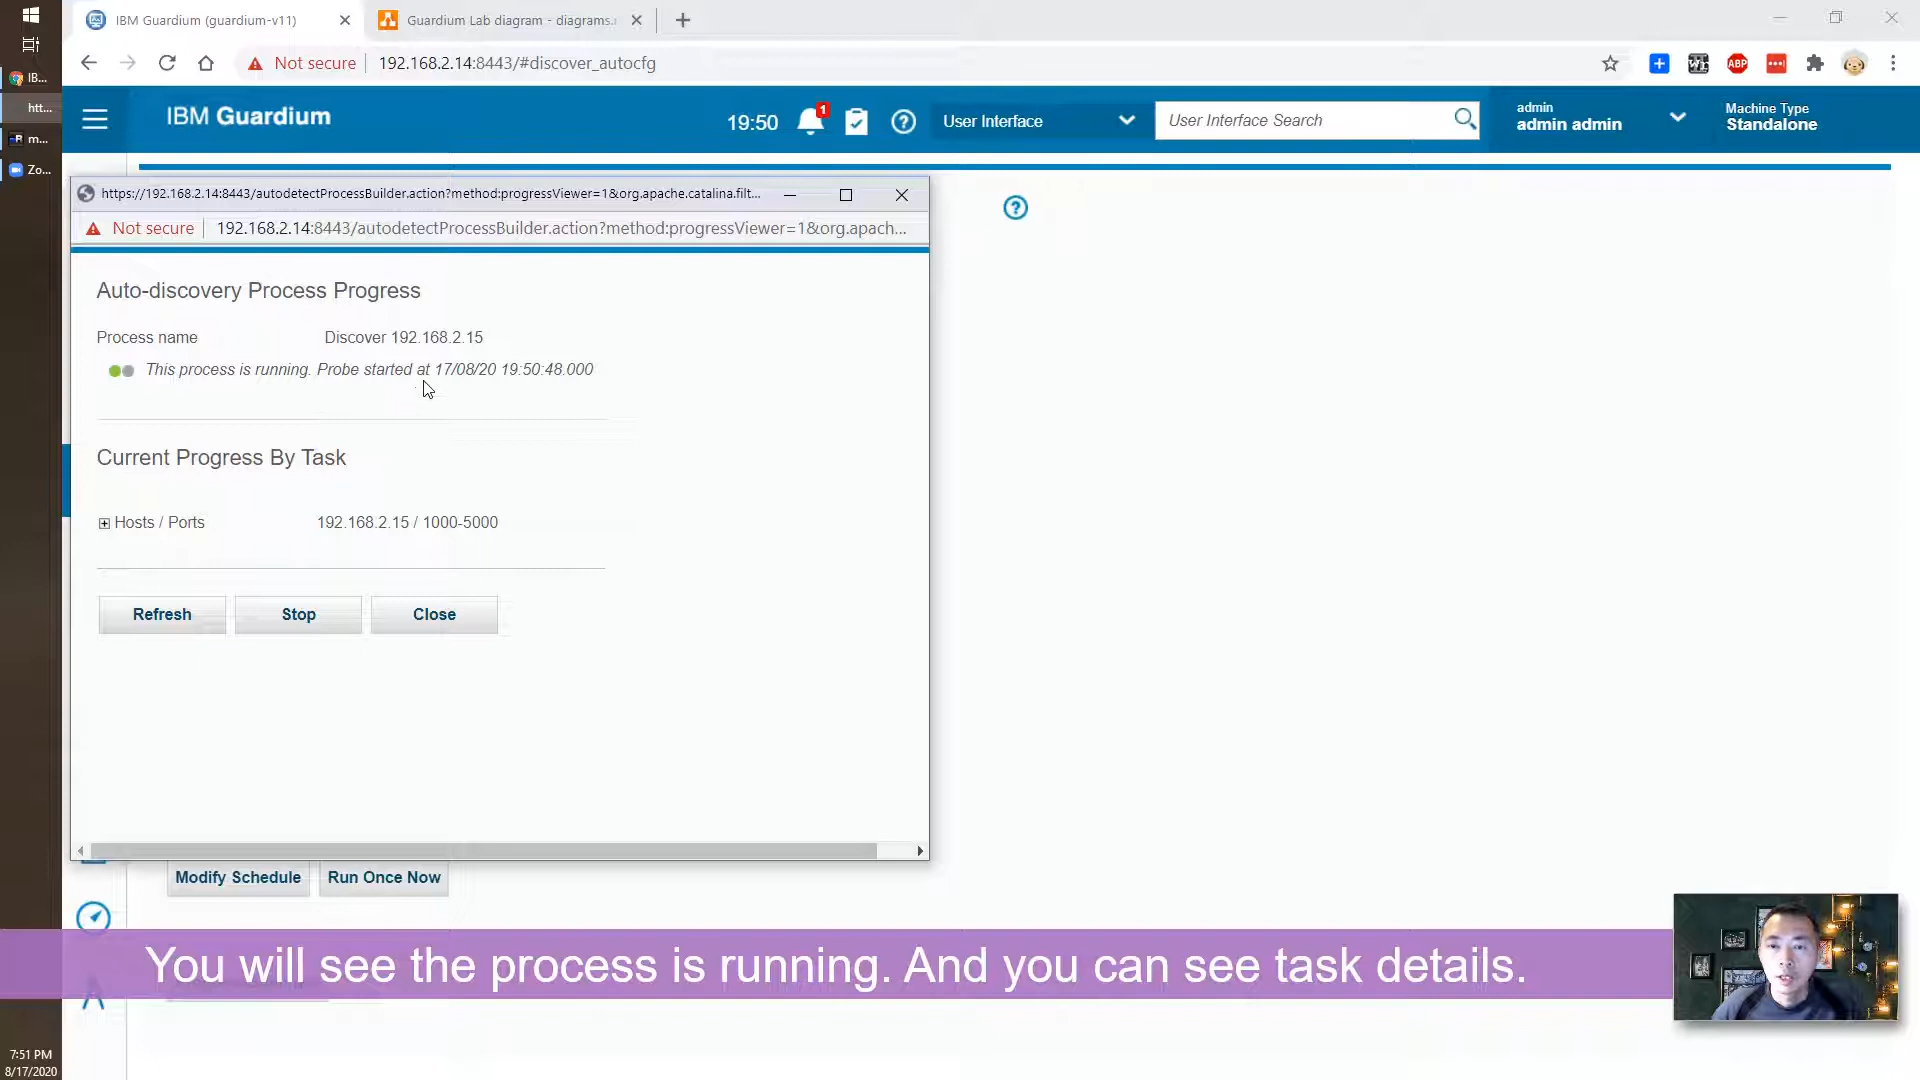 IBM Guardium (guardium-v11)
Guardium Lab diagram - diagrams.
Not secure
192.168.2.14:8443/#discover_autocfg
ABP
IB...
htt...
m...
Zo...
IBM Guardium
19:50
1
User Interface
User Interface Search
admin
admin admin
Machine Type
Standalone
https://192.168.2.14:8443/autodetectProcessBuilder.action?method:progressViewer=1&org.apache.catalina.filt...
Not secure
192.168.2.14:8443/autodetectProcessBuilder.action?method:progressViewer=1&org.apach...
Auto-discovery Process Progress
Process name Discover 192.168.2.15
This process is running. Probe started at 17/08/20 19:50:48.000
Current Progress By Task
Hosts / Ports 192.168.2.15 / 1000-5000
Refresh Stop Close
Modify Schedule Run Once Now
You will see the process is running. And you can see task details.
7:51 PM
8/17/2020